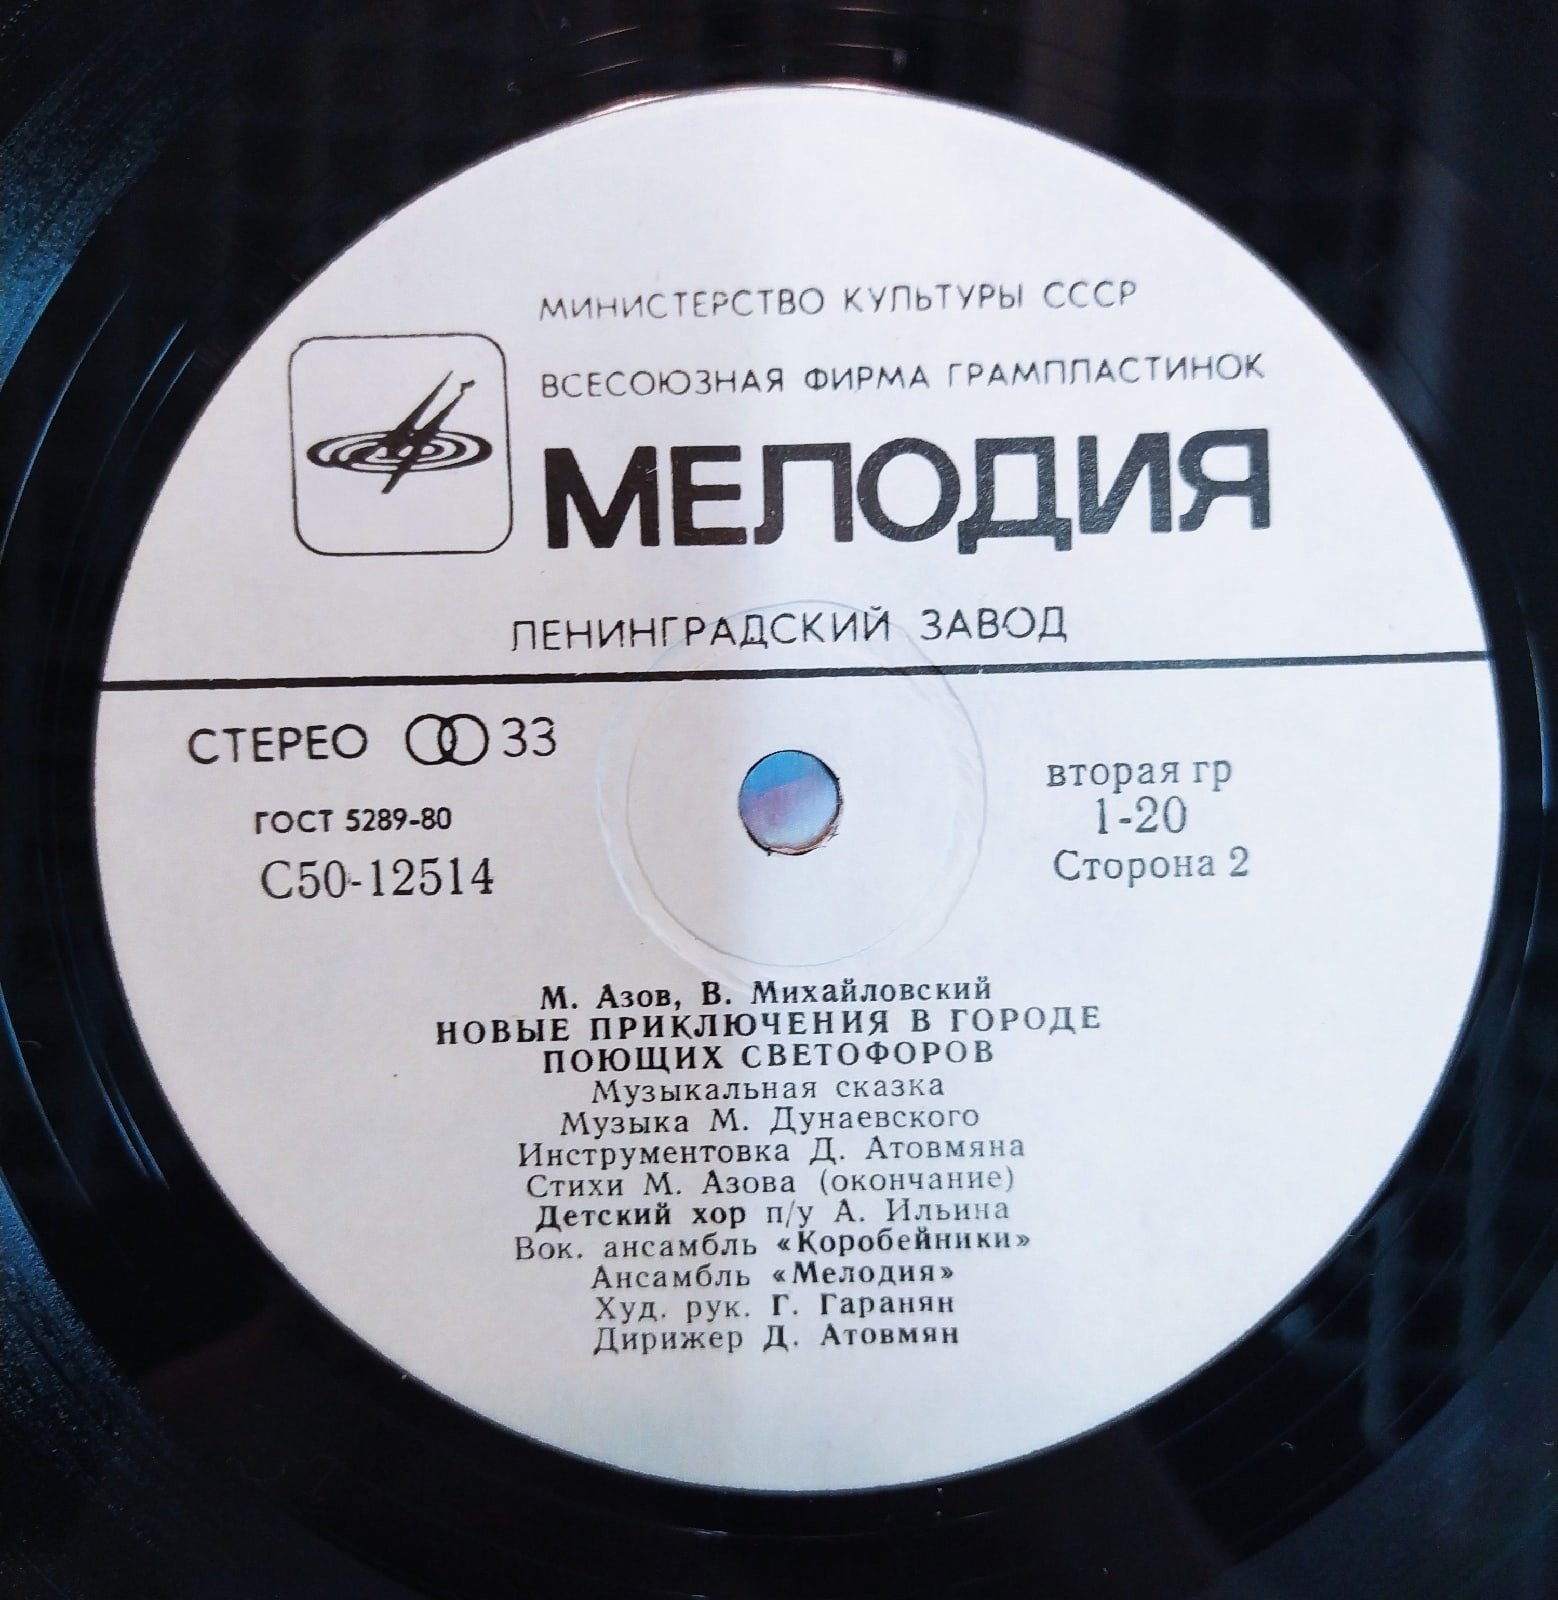 МИНИСТЕРСТВО КУЛЬТУРЫ СССР
ВСЕСОЮЗНАЯ ФИРМА ГРАМПЛАСТИНОК
МЕЛОДИЯ
ЛЕНИНГРАДСКИЙ ЗАВОД
СТЕРЕО 33
ГОСТ 5289-80
С50-12514
вторая гр
1-20
Сторона 2
М. Азов, В. Михайловский
НОВЫЕ ПРИКЛЮЧЕНИЯ В ГОРОДЕ
ПОЮЩИХ СВЕТОФОРОВ
Музыкальная сказка
Музыка М. Дунаевского
Инструментовка Д. Атовмяна
Стихи М. Азова (окончание)
Детский хор п/у А. Ильина
Вок. ансамбль «Коробейники»
Ансамбль «Мелодия»
Худ. рук. Г. Гаранян
Дирижер Д. Атовмян